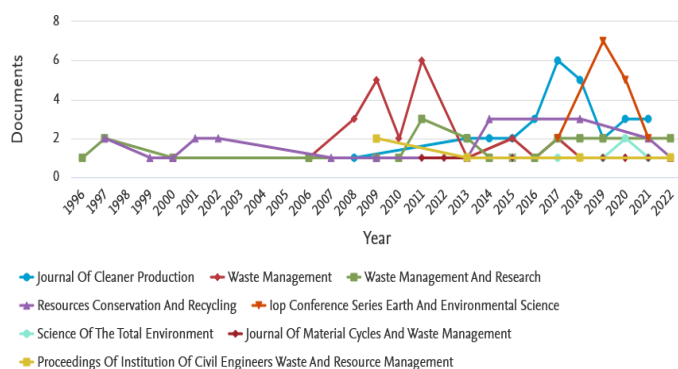 8
6
4
2
0
Documents
1996 1997 1998 1999 2000 2001 2002 2003 2004 2005 2006 2007 2008 2009 2010 2011 2012 2013 2014 2015 2016 2017 2018 2019 2020 2021 2022
Year
Journal Of Cleaner Production Waste Management Waste Management And Research
Resources Conservation And Recycling Iop Conference Series Earth And Environmental Science
Science Of The Total Environment Journal Of Material Cycles And Waste Management
Proceedings Of Institution Of Civil Engineers Waste And Resource Management